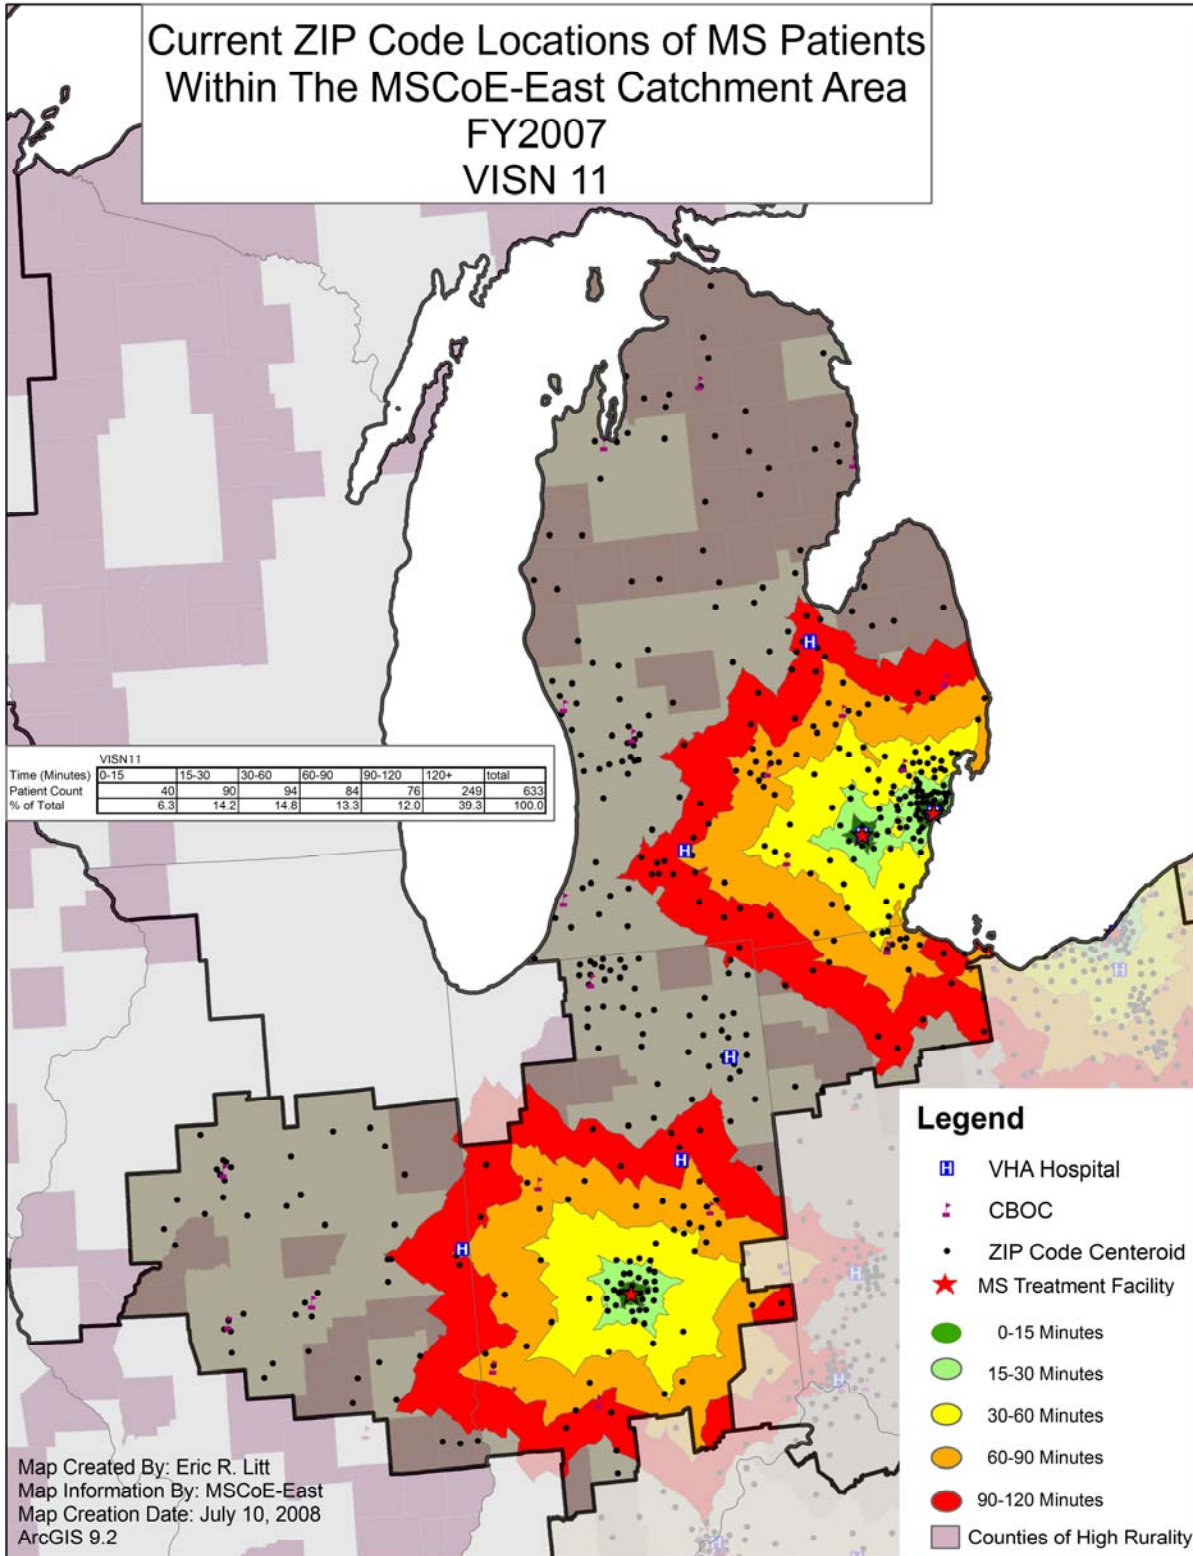 Current ZIP Code Locations of MS Patients
Within The MSCoE-East Catchment Area
FY2007
VISN 11
VISN11
Time (Minutes) 0-15 15-30 30-60 60-90 90-120 120+ total
Patient Count 40 90 94 84 76 249 633
% of Total 6.3 14.2 14.8 13.3 12.0 39.3 100.0
H
H
H
H
H
H
H
H
H
Legend
H VHA Hospital
CBOC
ZIP Code Centeroid
MS Treatment Facility
0-15 Minutes
15-30 Minutes
30-60 Minutes
60-90 Minutes
90-120 Minutes
Counties of High Rurality
Map Created By: Eric R. Litt
Map Information By: MSCoE-East
Map Creation Date: July 10, 2008
ArcGIS 9.2